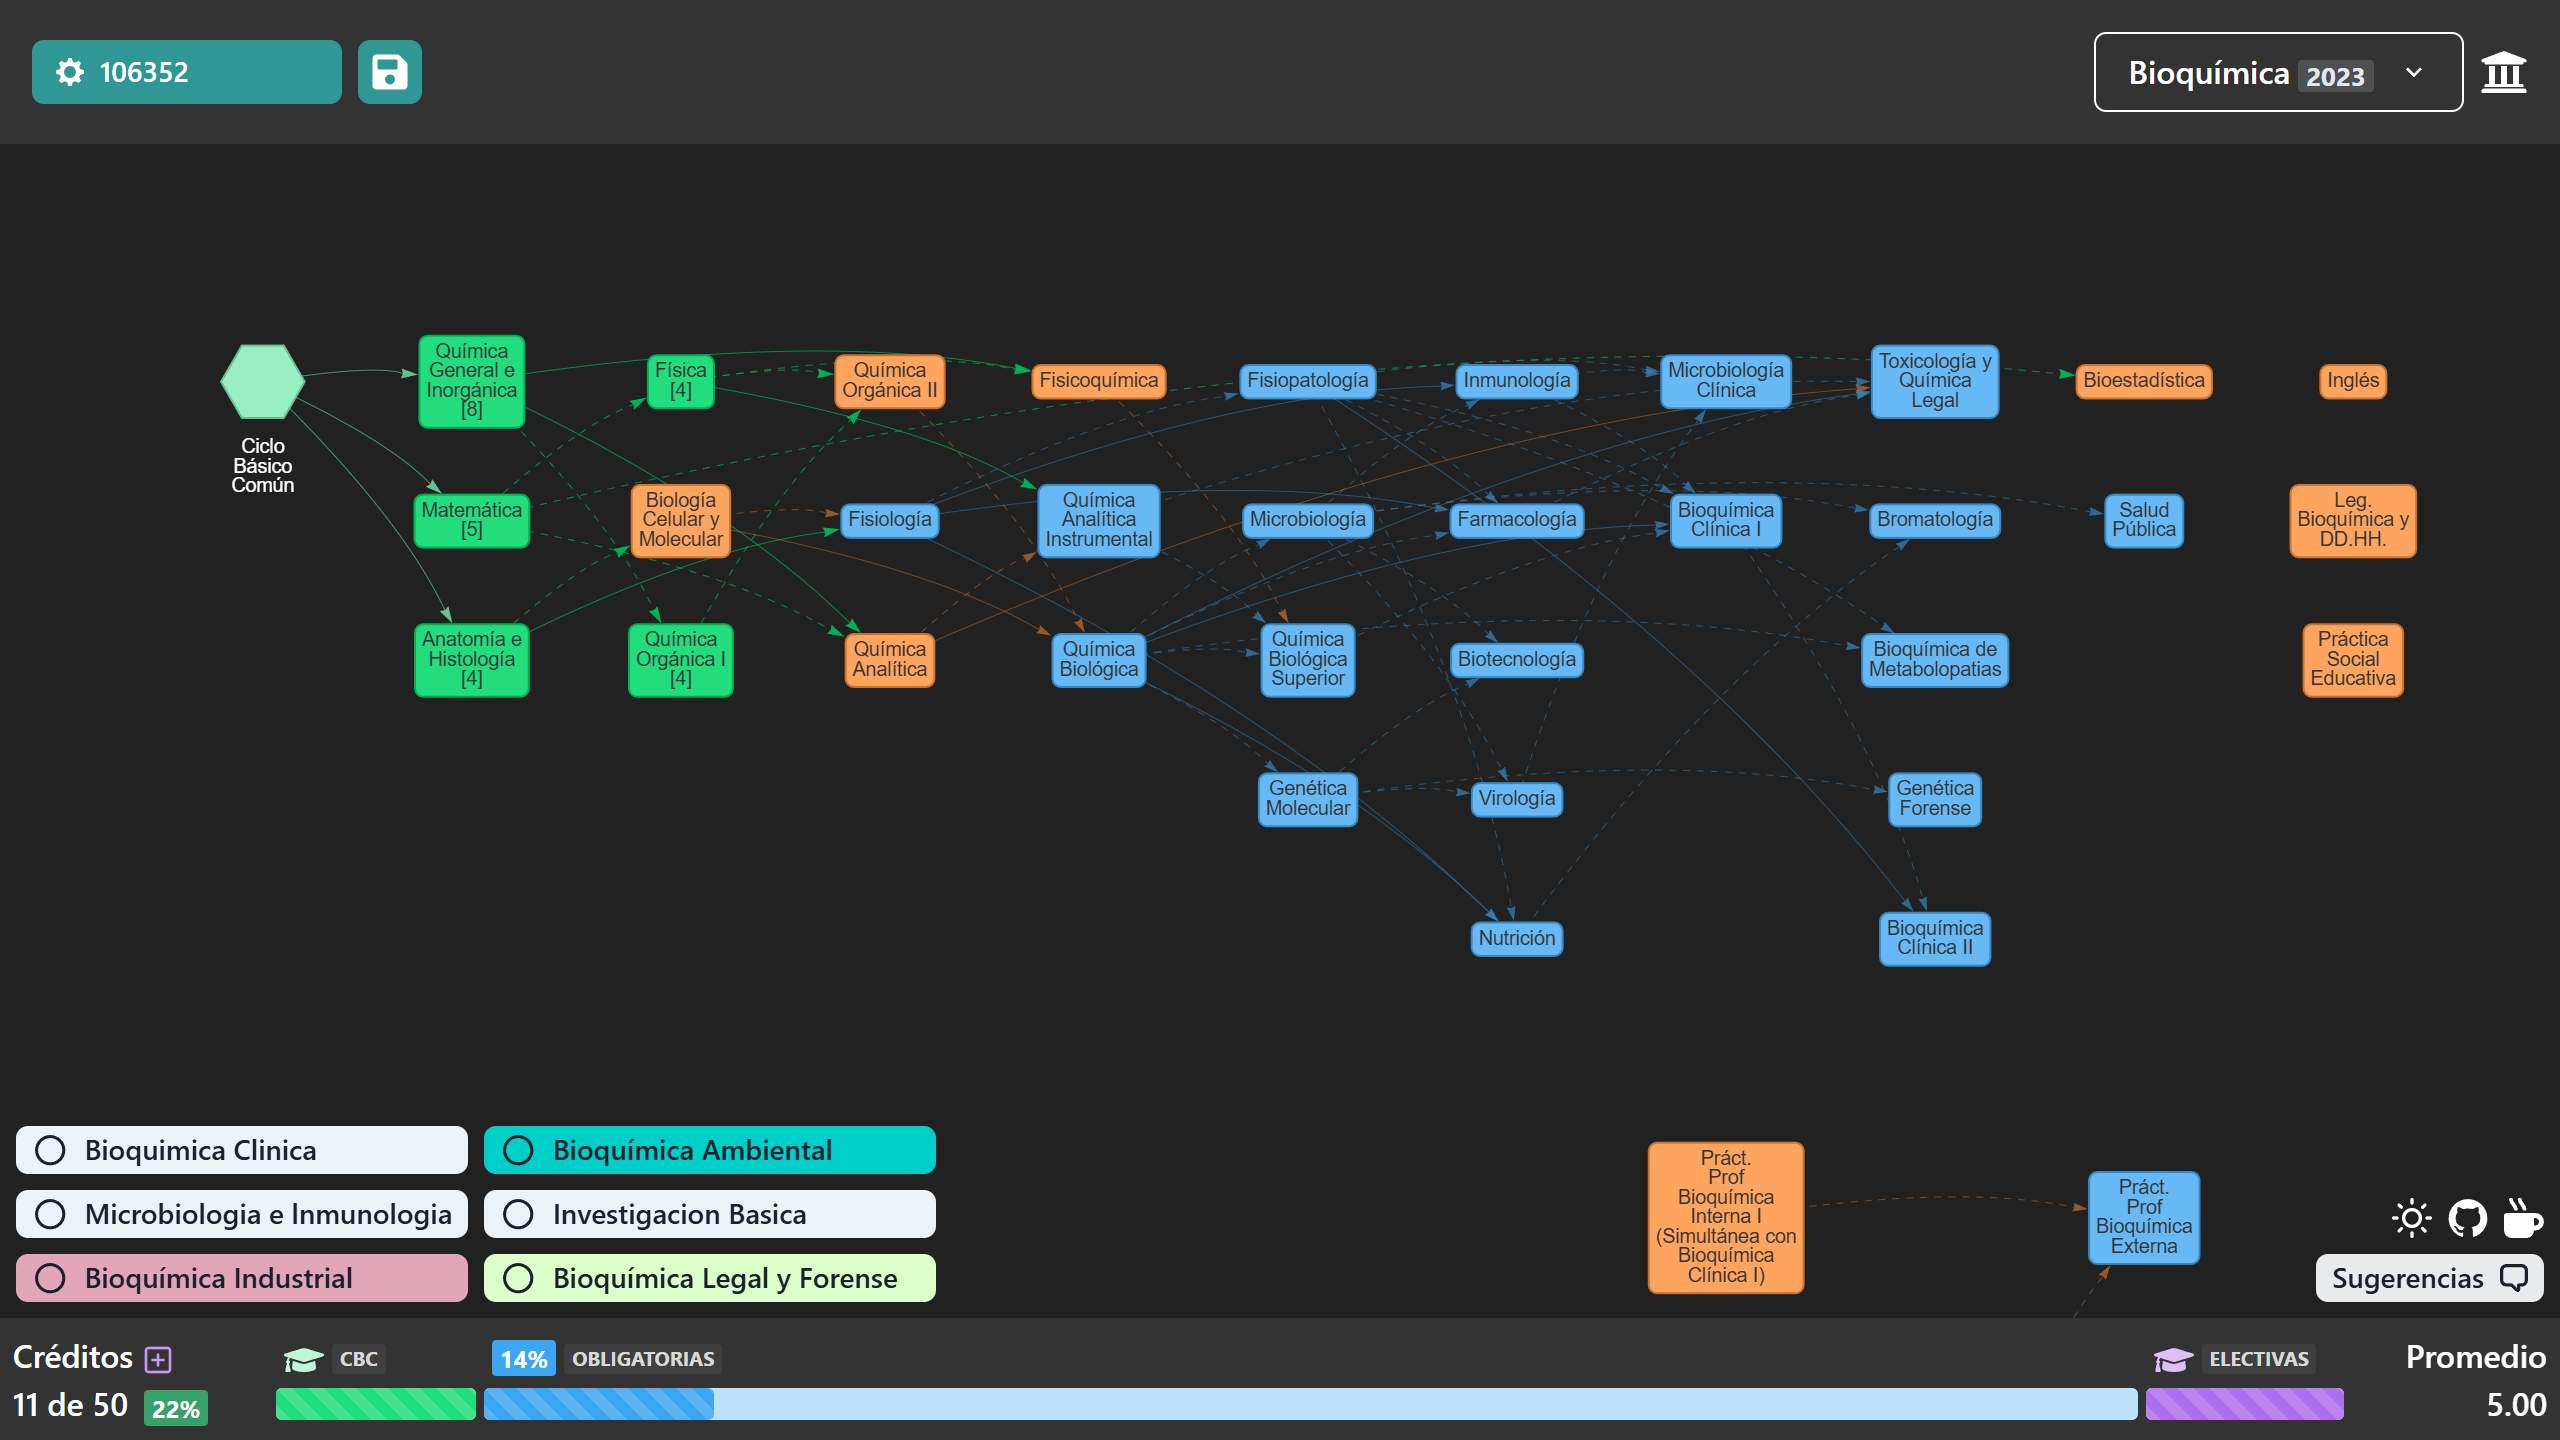 106352
Bioquímica 2023
Química
General e
Inorgánica
[8]
Física
[4]
Química
Orgánica II
Fisicoquímica
Fisiopatología
Inmunología
Microbiología
Clínica
Toxicología y
Química
Legal
Bioestadística
Inglés
Ciclo
Básico
Común
Matemática
[5]
Biología
Celular y
Molecular
Fisiología
Química
Analítica
Instrumental
Microbiología
Farmacología
Bioquímica
Clínica I
Bromatología
Salud
Pública
Leg.
Bioquímica y
DD.HH.
Anatomía e
Histología
[4]
Química
Orgánica I
[4]
Química
Analítica
Química
Biológica
Química
Biológica
Superior
Biotecnología
Bioquímica de
Metabolopatias
Práctica
Social
Educativa
Genética
Molecular
Virología
Genética
Forense
Nutrición
Bioquímica
Clínica II
Práct.
Prof
Bioquímica
Interna I
(Simultánea con
Bioquímica
Clínica I)
Práct.
Prof
Bioquímica
Externa
Bioquimica Clinica
Bioquímica Ambiental
Microbiologia e Inmunologia
Investigacion Basica
Bioquímica Industrial
Bioquímica Legal y Forense
Sugerencias
Créditos
11 de 50 22%
CBC
14% OBLIGATORIAS
ELECTIVAS
Promedio
5.00